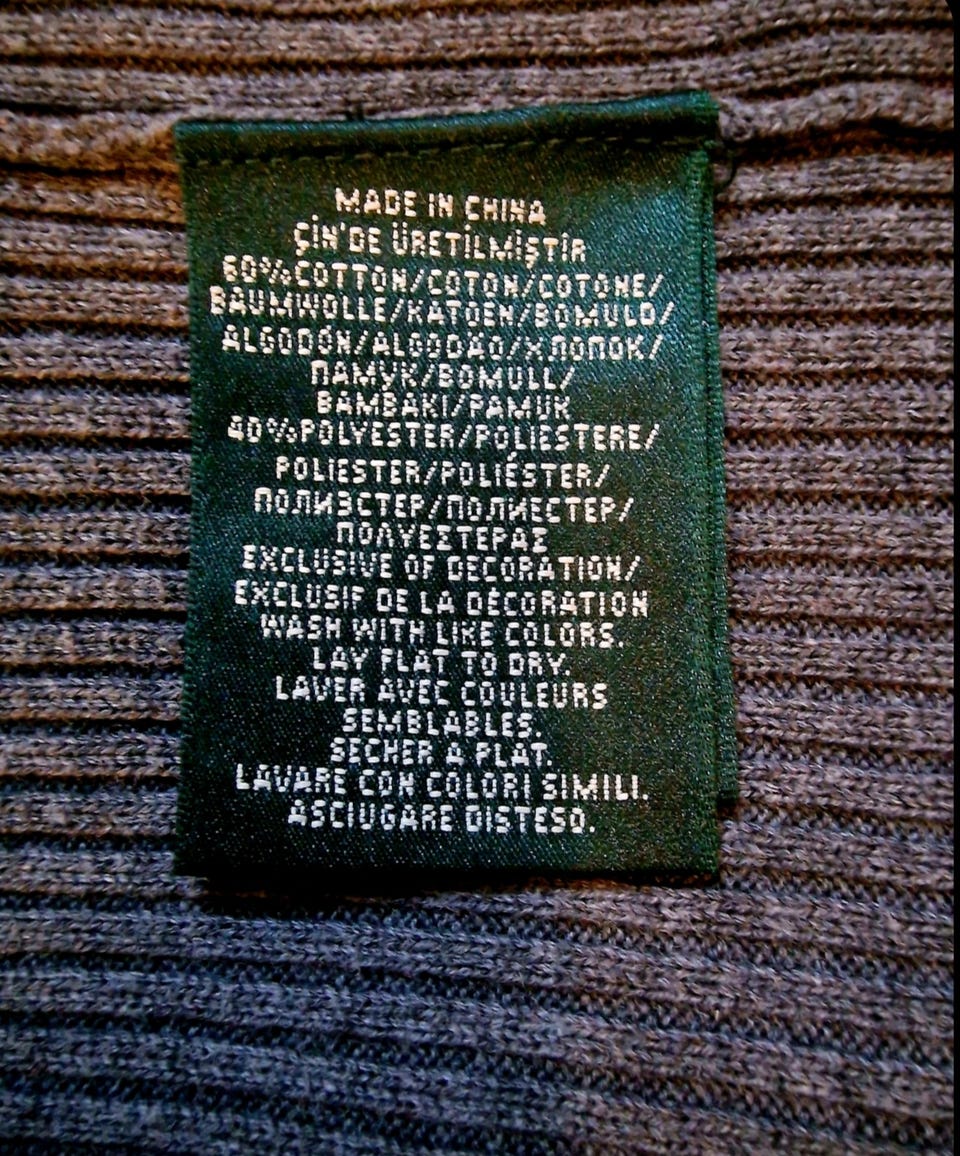 MADE IN CHINA
ÇİN'DE ÜRETİLMİŞTİR
60%COTTON/COTON/COTONE/
BAUMWOLLE/KATOEN/BOMULD/
ALGODÓN/ALGODAO/ХЛОПОК/
ПАМУК/BOMULL/
BAMBAKI/PAMUK
40%POLYESTER/POLIESTERE/
POLIESTER/POLIÉSTER/
ПОЛИЭСТЕР/ПОЛИЕСТЕР/
ΠΟΛΥΕΣΤΕΡΑΣ
EXCLUSIVE OF DECORATION/
EXCLUSIF DE LA DÉCORATION
WASH WITH LIKE COLORS.
LAY FLAT TO DRY.
LAVER AVEC COULEURS
SEMBLABLES.
SECHER A PLAT.
LAVARE CON COLORI SIMILI.
ASCIUGARE DISTESO.